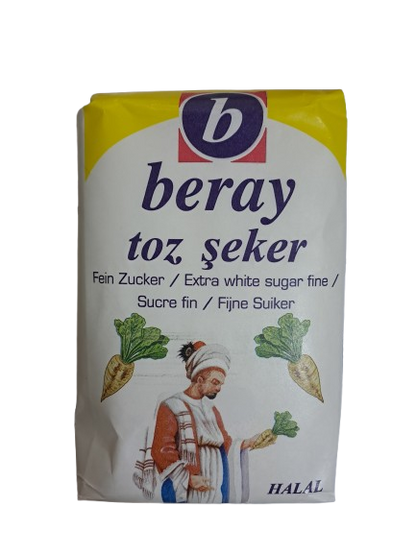 b
beray
toz şeker
Fein Zucker / Extra white sugar fine /
Sucre fin / Fijne Suiker
HALAL